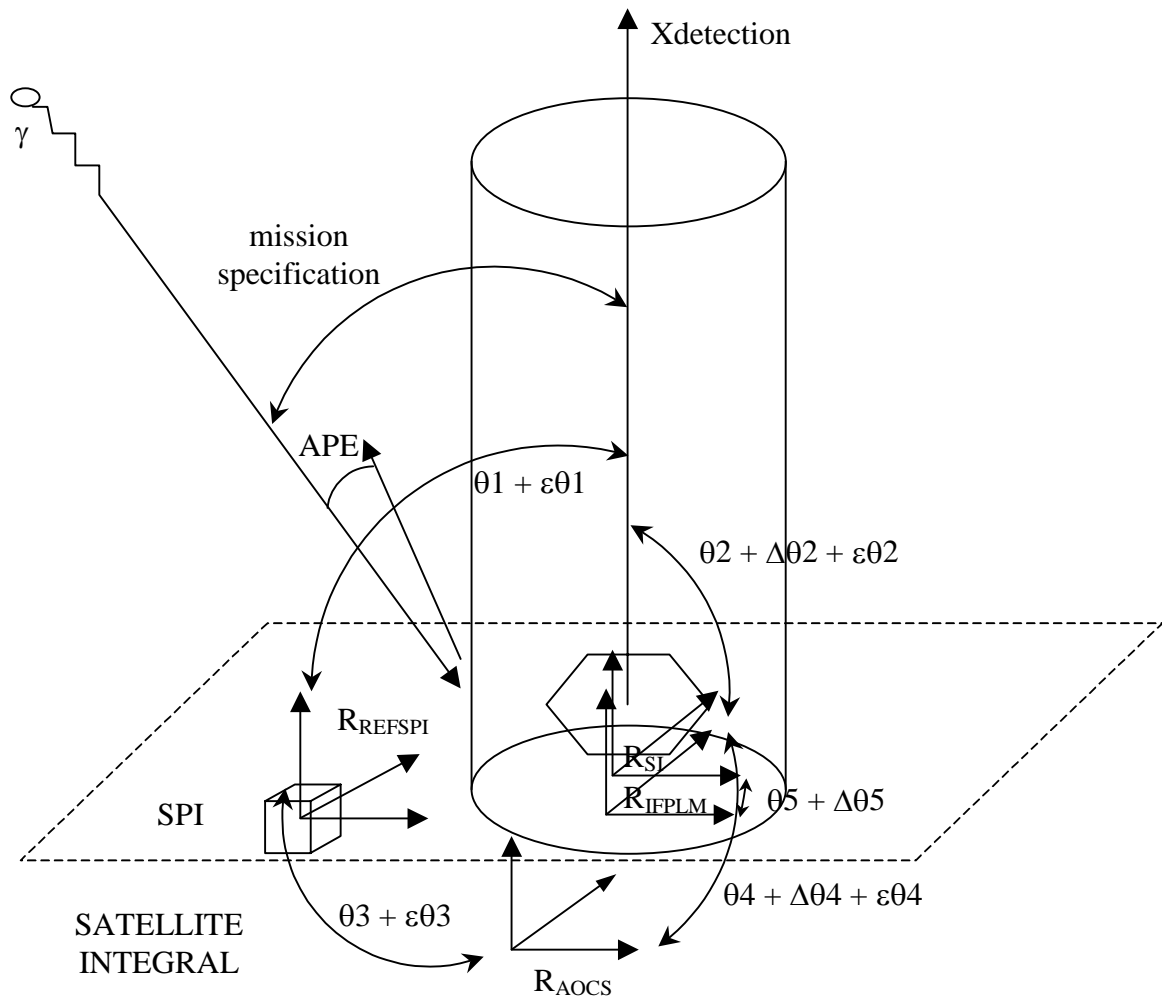 Xdetection
γ
mission
specification
APE
θ1 + εθ1
θ2 + Δθ2 + εθ2
R_REFSPI
R_SI
R_IFPLM
θ5 + Δθ5
SPI
θ4 + Δθ4 + εθ4
θ3 + εθ3
SATELLITE
INTEGRAL
R_AOCS